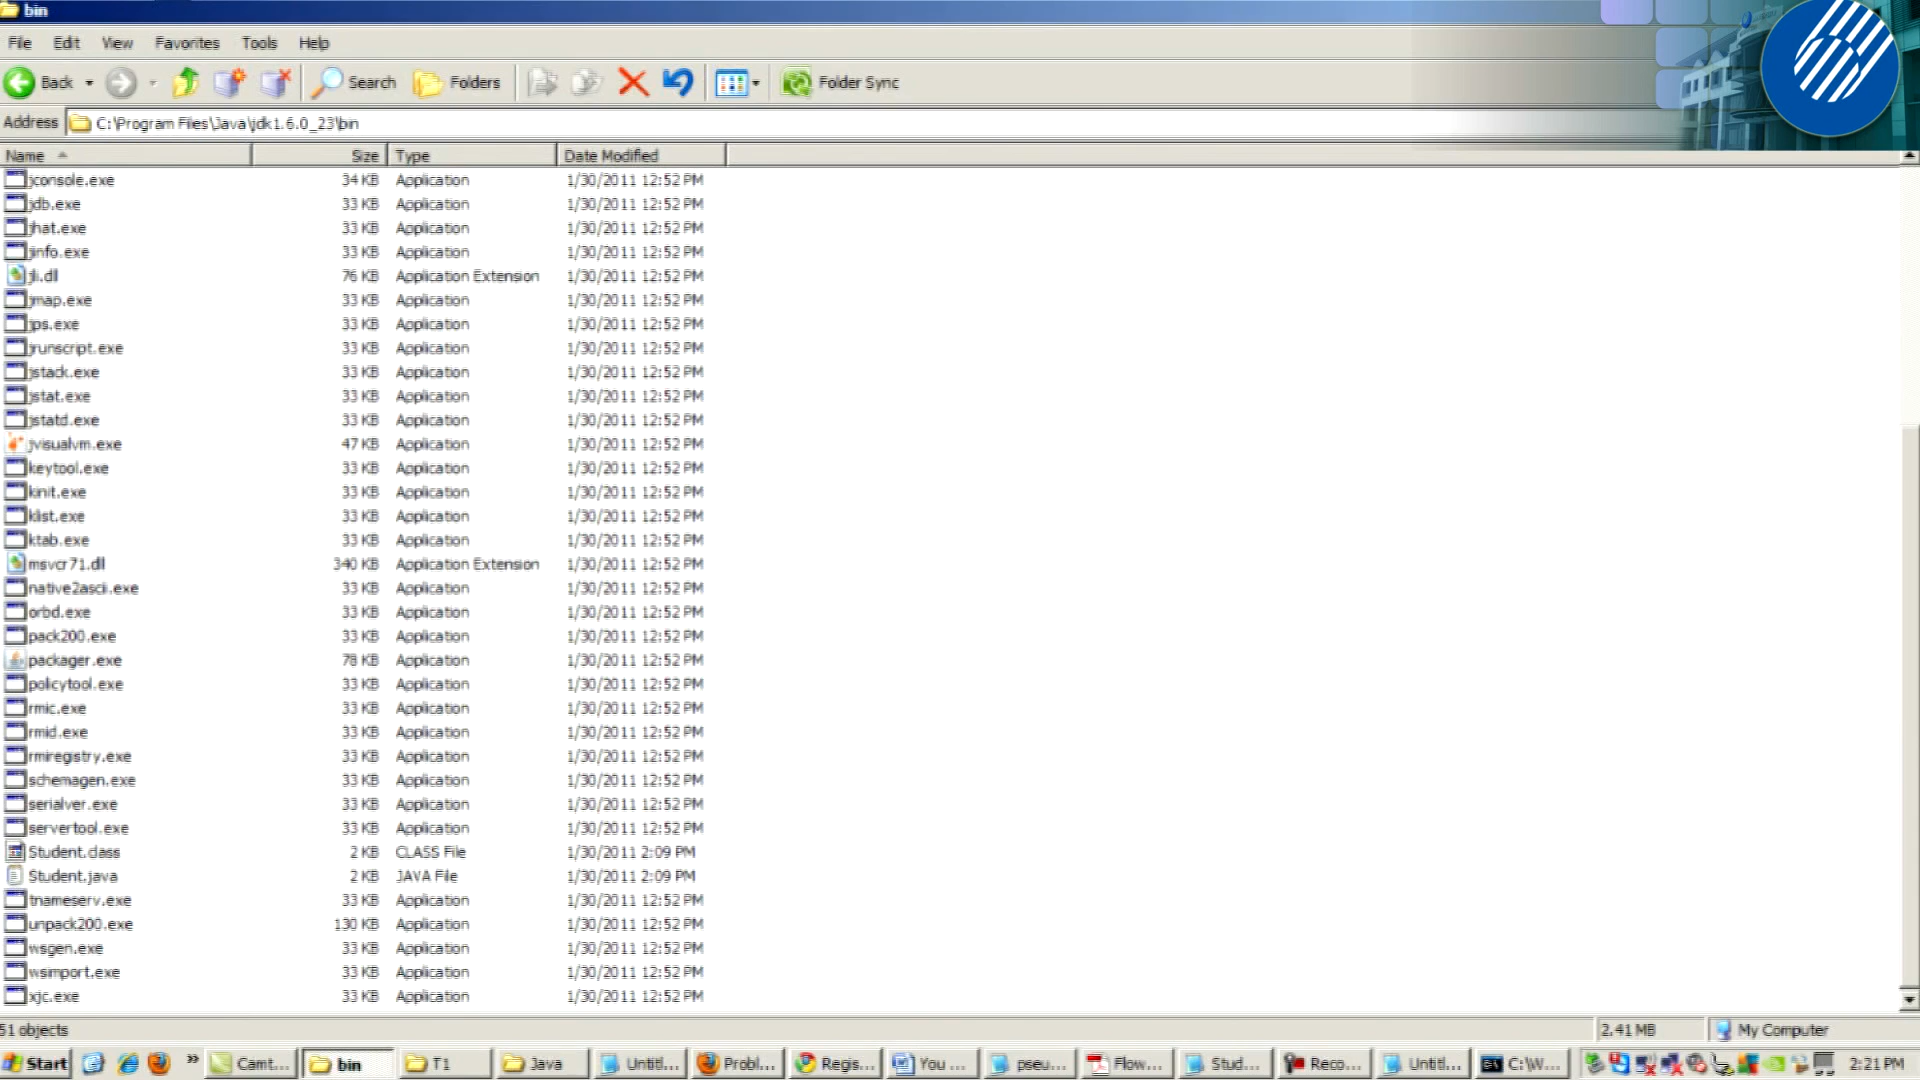 bin
File Edit View Favorites Tools Help
Back Search Folders Folder Sync
Address C:\Program Files\Java\jdk1.6.0_23\bin
Name Size Type Date Modified
jconsole.exe 34 KB Application 1/30/2011 12:52 PM
jdb.exe 33 KB Application 1/30/2011 12:52 PM
jhat.exe 33 KB Application 1/30/2011 12:52 PM
jinfo.exe 33 KB Application 1/30/2011 12:52 PM
jli.dll 76 KB Application Extension 1/30/2011 12:52 PM
jmap.exe 33 KB Application 1/30/2011 12:52 PM
jps.exe 33 KB Application 1/30/2011 12:52 PM
jrunscript.exe 33 KB Application 1/30/2011 12:52 PM
jstack.exe 33 KB Application 1/30/2011 12:52 PM
jstat.exe 33 KB Application 1/30/2011 12:52 PM
jstatd.exe 33 KB Application 1/30/2011 12:52 PM
jvisualvm.exe 47 KB Application 1/30/2011 12:52 PM
keytool.exe 33 KB Application 1/30/2011 12:52 PM
kinit.exe 33 KB Application 1/30/2011 12:52 PM
klist.exe 33 KB Application 1/30/2011 12:52 PM
ktab.exe 33 KB Application 1/30/2011 12:52 PM
msvcr71.dll 340 KB Application Extension 1/30/2011 12:52 PM
native2ascii.exe 33 KB Application 1/30/2011 12:52 PM
orbd.exe 33 KB Application 1/30/2011 12:52 PM
pack200.exe 33 KB Application 1/30/2011 12:52 PM
packager.exe 78 KB Application 1/30/2011 12:52 PM
policytool.exe 33 KB Application 1/30/2011 12:52 PM
rmic.exe 33 KB Application 1/30/2011 12:52 PM
rmid.exe 33 KB Application 1/30/2011 12:52 PM
rmiregistry.exe 33 KB Application 1/30/2011 12:52 PM
schemagen.exe 33 KB Application 1/30/2011 12:52 PM
serialver.exe 33 KB Application 1/30/2011 12:52 PM
servertool.exe 33 KB Application 1/30/2011 12:52 PM
Student.class 2 KB CLASS File 1/30/2011 2:09 PM
Student.java 2 KB JAVA File 1/30/2011 2:09 PM
tnameserv.exe 33 KB Application 1/30/2011 12:52 PM
unpack200.exe 130 KB Application 1/30/2011 12:52 PM
wsgen.exe 33 KB Application 1/30/2011 12:52 PM
wsimport.exe 33 KB Application 1/30/2011 12:52 PM
xjc.exe 33 KB Application 1/30/2011 12:52 PM
51 objects 2.41 MB My Computer
Start » Camt... bin T1 Java Untitl... Probl... Regis... You ... pseu... Flow... Stud... Reco... Untitl... C:\W... 2:21 PM